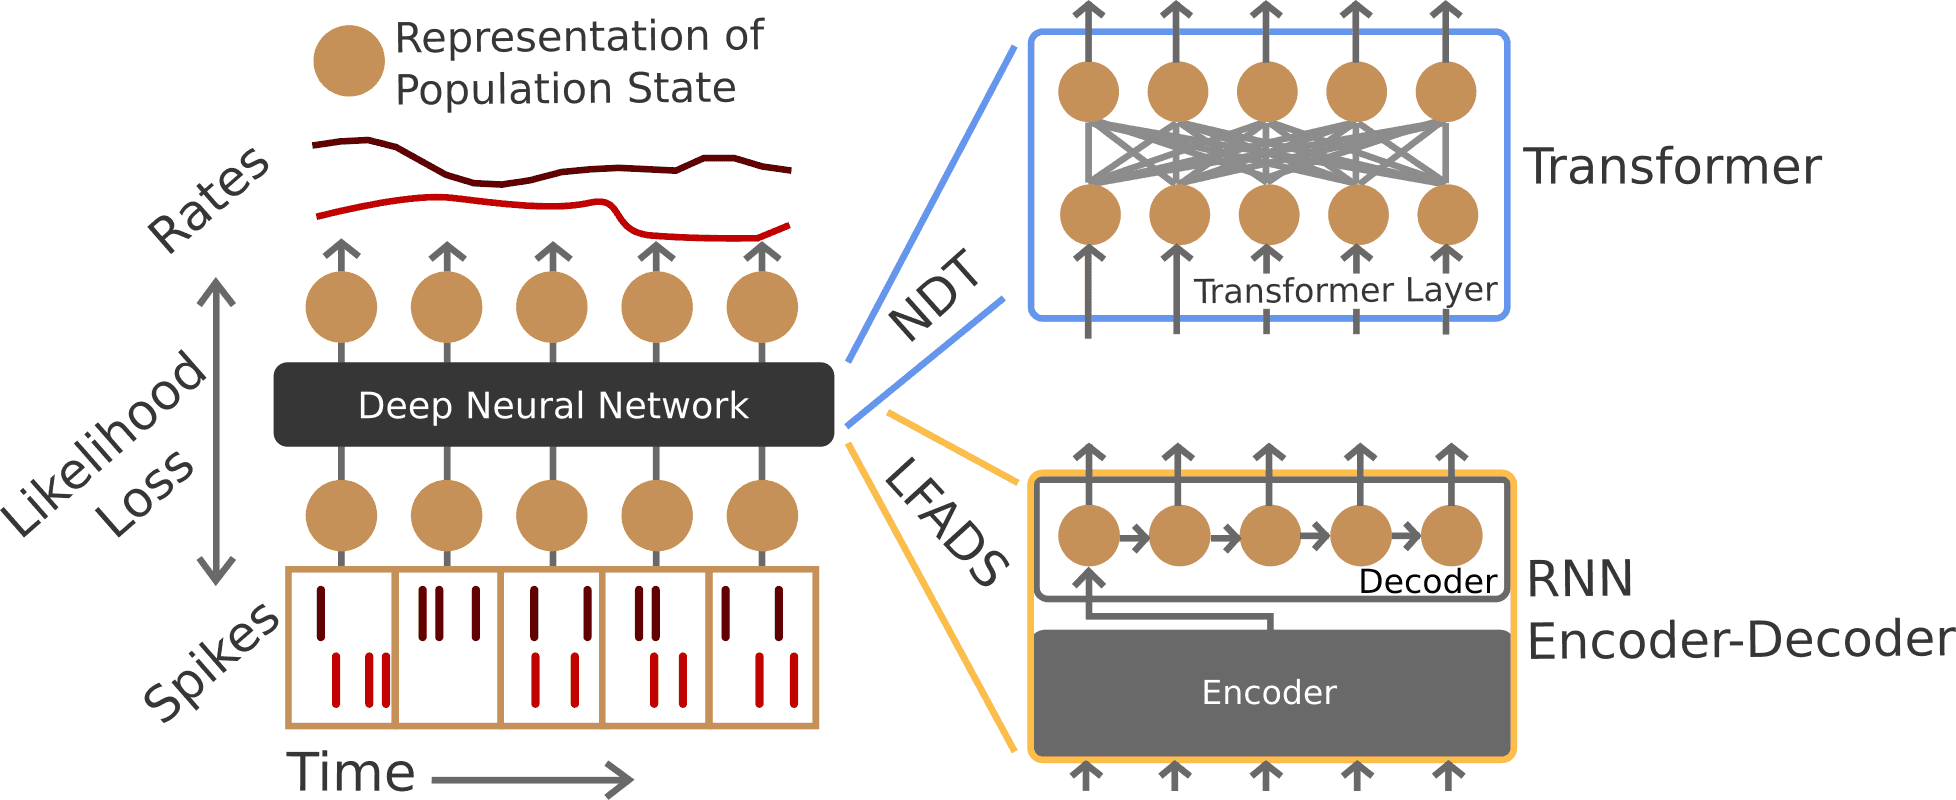 Representation of
Population State
Rates
Likelihood
Loss
Deep Neural Network
Spikes
Time
NDT
LFADS
Transformer Layer
Transformer
Decoder
Encoder
RNN
Encoder-Decoder